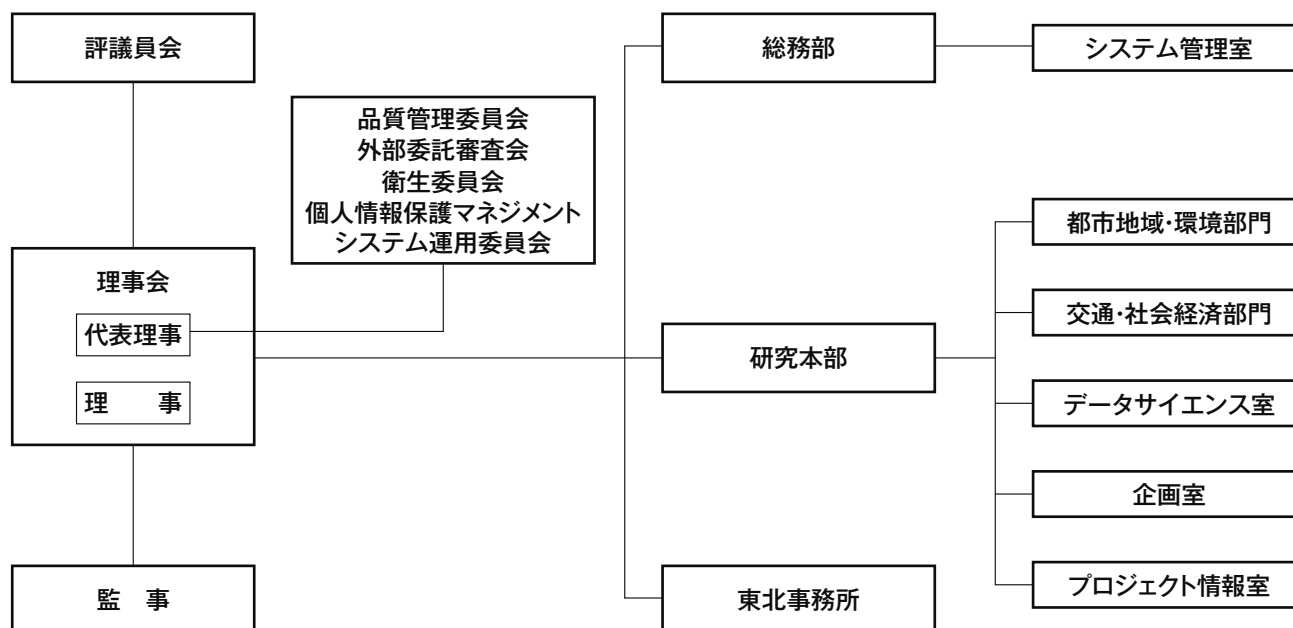 評議員会
品質管理委員会
外部委託審査会
衛生委員会
個人情報保護マネジメント
システム運用委員会
理事会
代表理事
理　事
監　事
総務部
システム管理室
研究本部
都市地域・環境部門
交通・社会経済部門
データサイエンス室
企画室
プロジェクト情報室
東北事務所